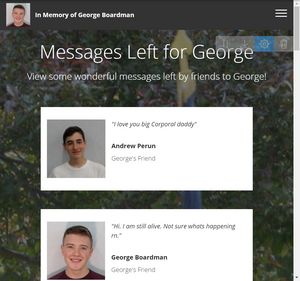 In Memory of George Boardman
Messages Left for George
View some wonderful messages left by friends to George!
"I love you big Corporal daddy"
Andrew Perun
George's Friend
"Hi, I am still alive. Not sure whats happening
rn."
George Boardman
George's Friend